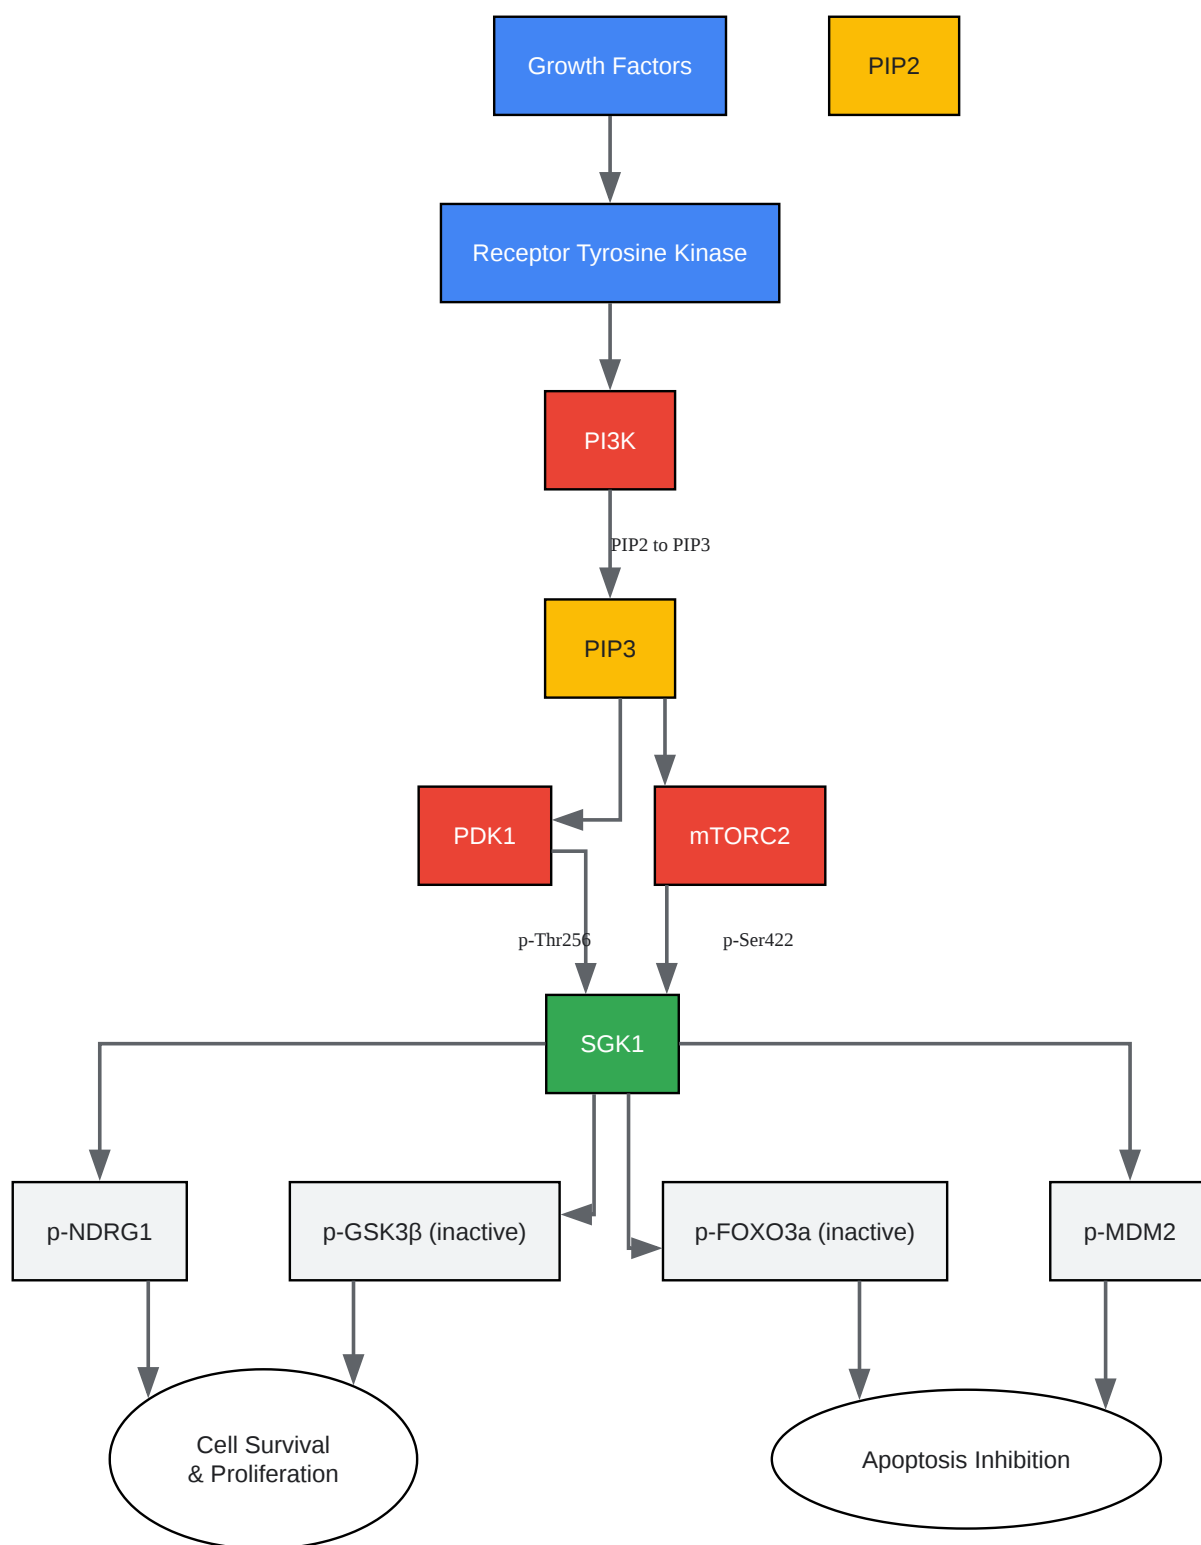 Growth Factors
PIP2
Receptor Tyrosine Kinase
PI3K
PIP2 to PIP3
PIP3
PDK1
mTORC2
p-Thr256
p-Ser422
SGK1
p-NDRG1
p-GSK3β (inactive)
p-FOXO3a (inactive)
p-MDM2
Cell Survival
& Proliferation
Apoptosis Inhibition